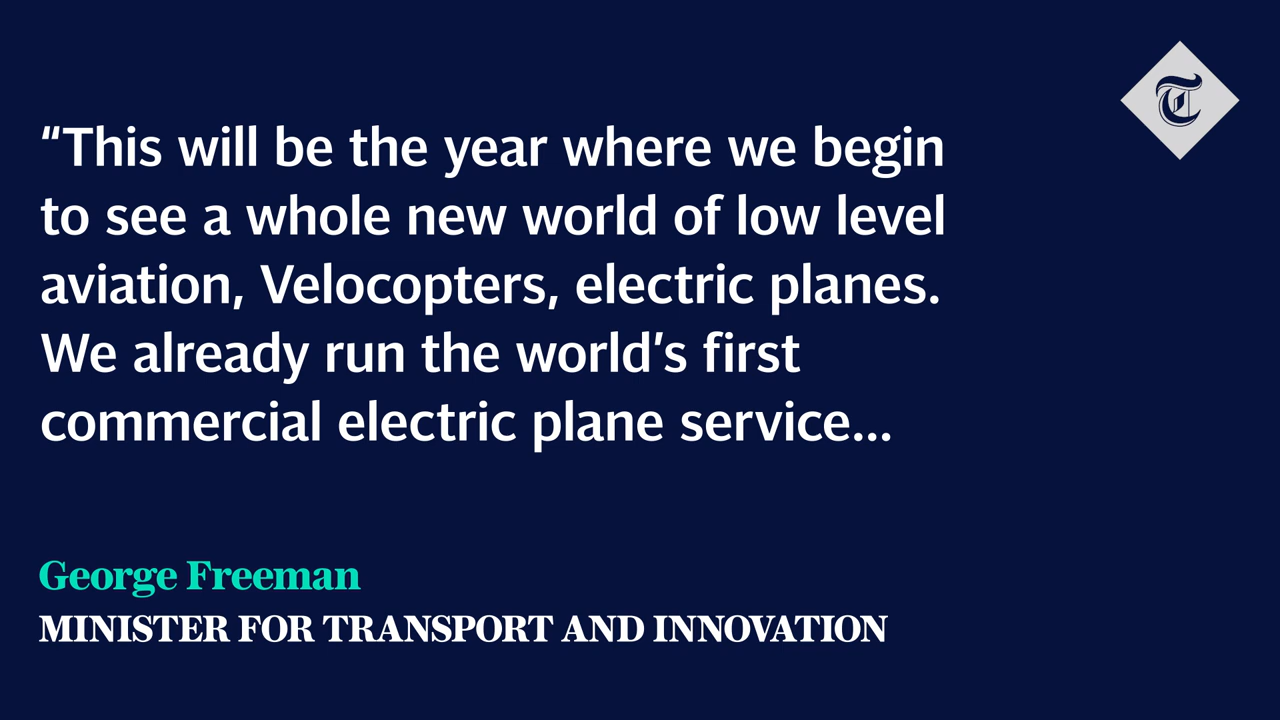 “This will be the year where we begin
to see a whole new world of low level
aviation, Velocopters, electric planes.
We already run the world’s first
commercial electric plane service...
George Freeman
MINISTER FOR TRANSPORT AND INNOVATION
T